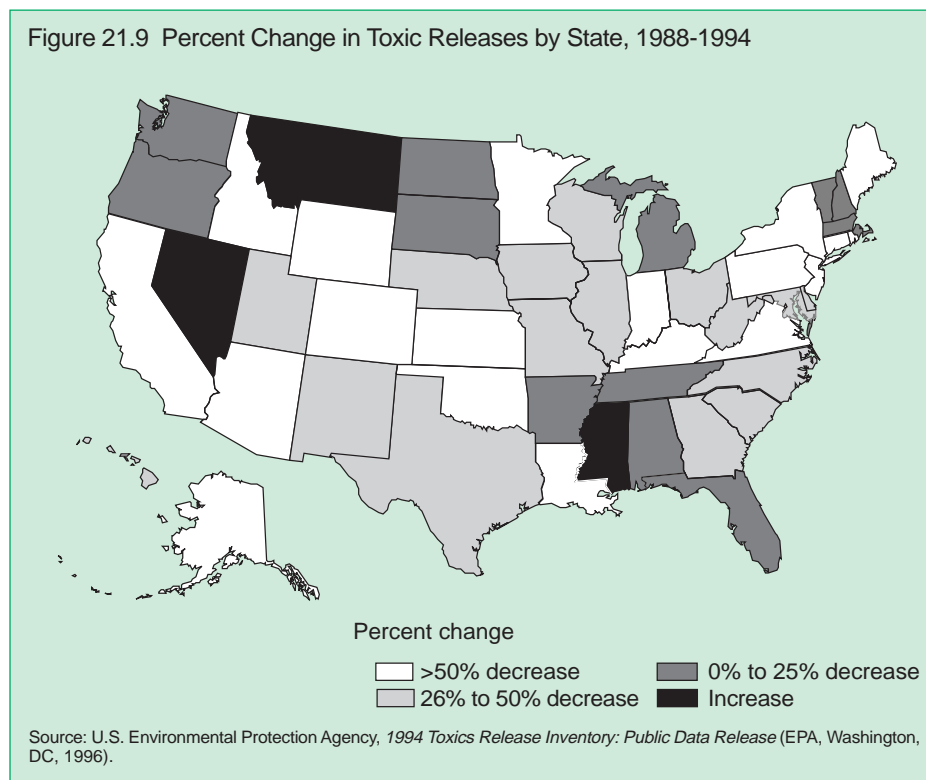 Figure 21.9 Percent Change in Toxic Releases by State, 1988-1994
Percent change
>50% decrease
0% to 25% decrease
26% to 50% decrease
Increase
Source: U.S. Environmental Protection Agency, 1994 Toxics Release Inventory: Public Data Release (EPA, Washington,
DC, 1996).